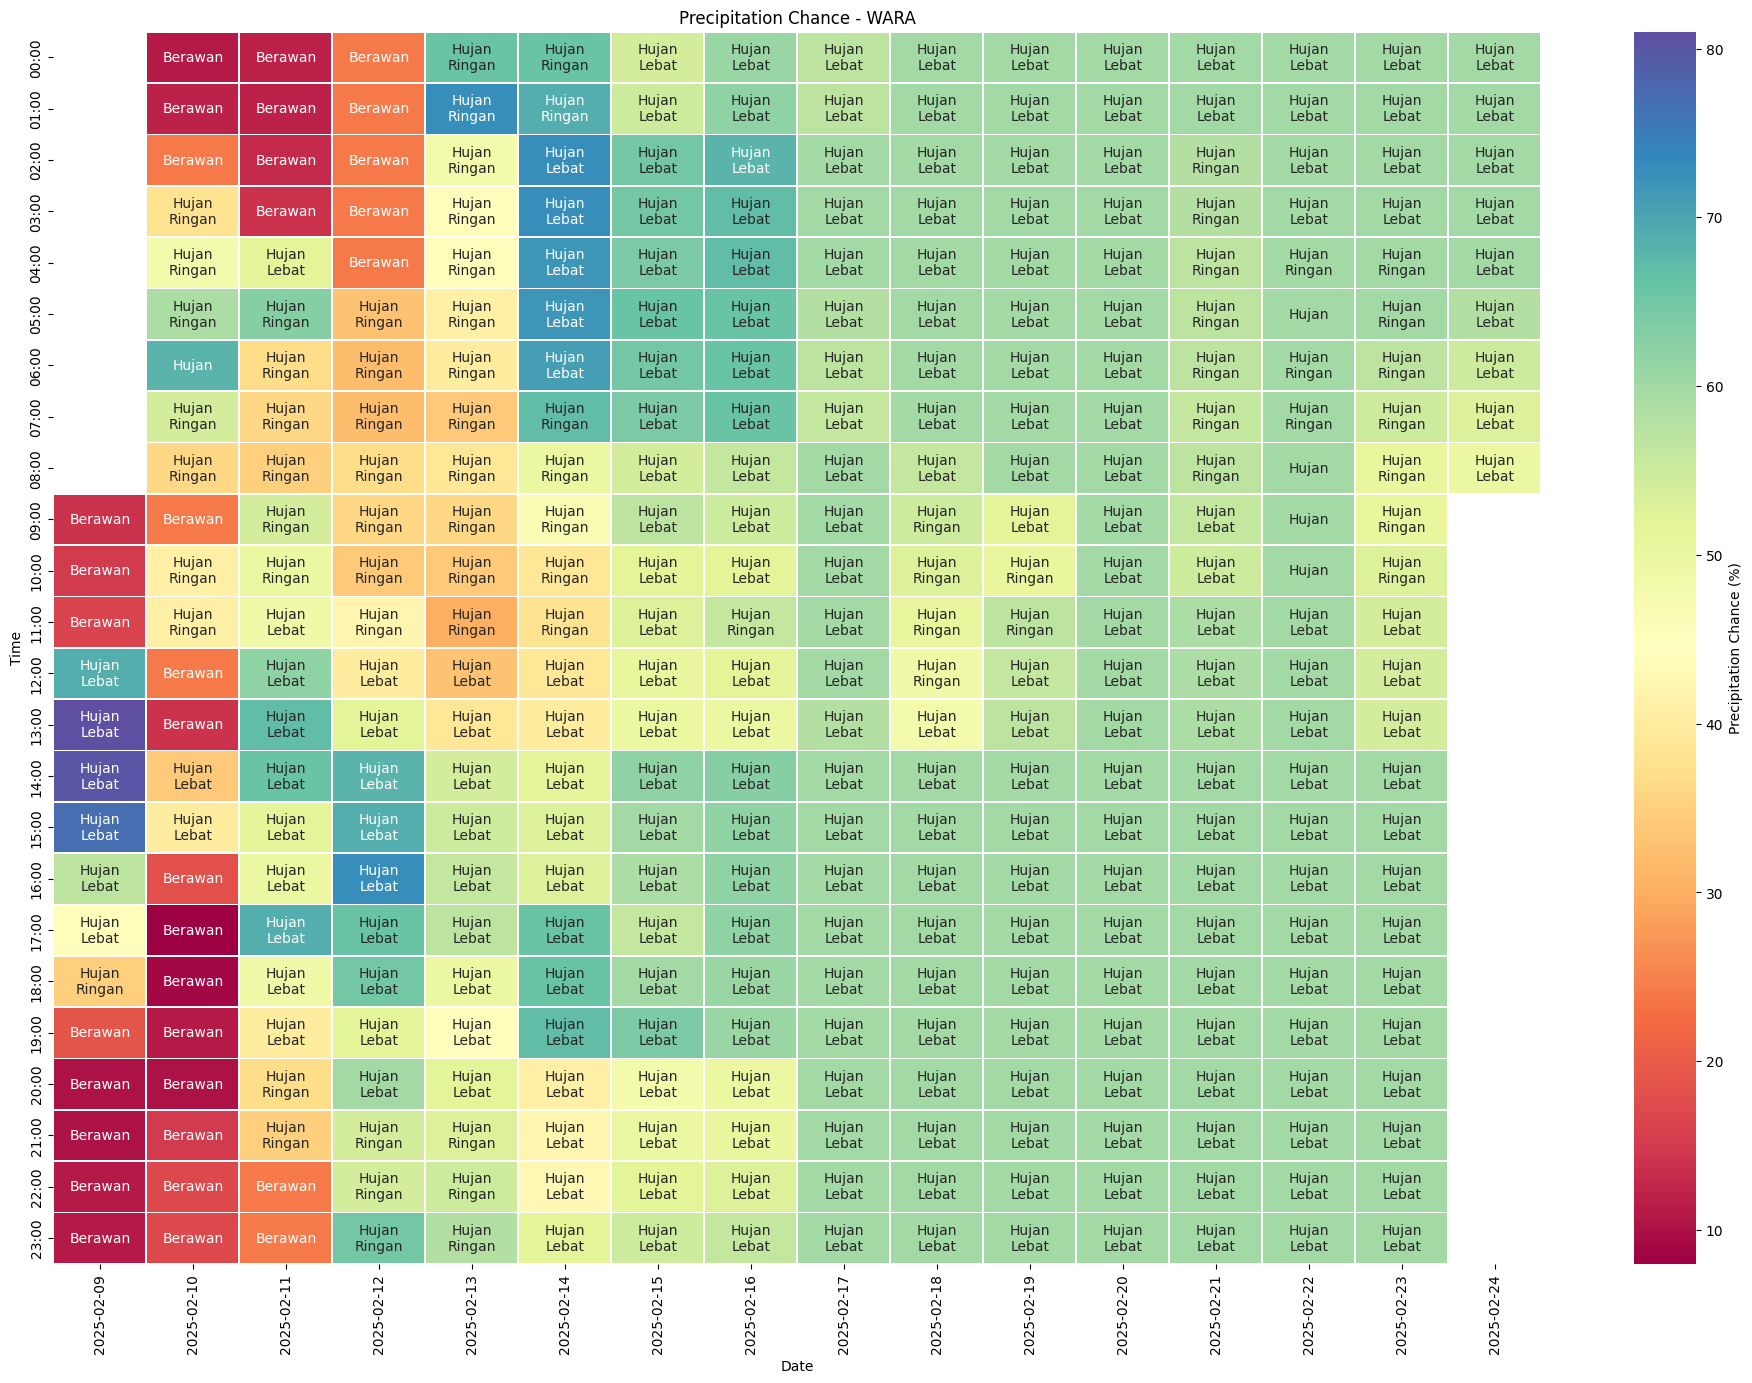 Precipitation Chance - WARA
00:00 Berawan Berawan Berawan Hujan Ringan Hujan Ringan Hujan Lebat Hujan Lebat Hujan Lebat Hujan Lebat Hujan Lebat Hujan Lebat Hujan Lebat Hujan Lebat Hujan Lebat Hujan Lebat
01:00 Berawan Berawan Berawan Hujan Ringan Hujan Ringan Hujan Lebat Hujan Lebat Hujan Lebat Hujan Lebat Hujan Lebat Hujan Lebat Hujan Lebat Hujan Lebat Hujan Lebat Hujan Lebat
02:00 Berawan Berawan Berawan Hujan Ringan Hujan Lebat Hujan Lebat Hujan Lebat Hujan Lebat Hujan Lebat Hujan Lebat Hujan Lebat Hujan Ringan Hujan Lebat Hujan Lebat Hujan Lebat
03:00 Hujan Ringan Berawan Berawan Hujan Ringan Hujan Lebat Hujan Lebat Hujan Lebat Hujan Lebat Hujan Lebat Hujan Lebat Hujan Lebat Hujan Ringan Hujan Lebat Hujan Lebat Hujan Lebat
04:00 Hujan Ringan Hujan Lebat Berawan Hujan Ringan Hujan Lebat Hujan Lebat Hujan Lebat Hujan Lebat Hujan Lebat Hujan Lebat Hujan Lebat Hujan Ringan Hujan Ringan Hujan Ringan Hujan Lebat
05:00 Hujan Ringan Hujan Ringan Hujan Ringan Hujan Ringan Hujan Lebat Hujan Lebat Hujan Lebat Hujan Lebat Hujan Lebat Hujan Lebat Hujan Lebat Hujan Ringan Hujan Hujan Ringan Hujan Lebat
06:00 Hujan Hujan Ringan Hujan Ringan Hujan Ringan Hujan Lebat Hujan Lebat Hujan Lebat Hujan Lebat Hujan Lebat Hujan Lebat Hujan Lebat Hujan Ringan Hujan Ringan Hujan Ringan Hujan Lebat
07:00 Hujan Ringan Hujan Ringan Hujan Ringan Hujan Ringan Hujan Ringan Hujan Lebat Hujan Lebat Hujan Lebat Hujan Lebat Hujan Lebat Hujan Lebat Hujan Ringan Hujan Ringan Hujan Ringan Hujan Lebat
08:00 Hujan Ringan Hujan Ringan Hujan Ringan Hujan Ringan Hujan Ringan Hujan Lebat Hujan Lebat Hujan Lebat Hujan Lebat Hujan Lebat Hujan Lebat Hujan Ringan Hujan Hujan Ringan Hujan Lebat
09:00 Berawan Berawan Hujan Ringan Hujan Ringan Hujan Ringan Hujan Ringan Hujan Lebat Hujan Lebat Hujan Lebat Hujan Ringan Hujan Lebat Hujan Lebat Hujan Lebat Hujan Hujan Ringan
10:00 Berawan Hujan Ringan Hujan Ringan Hujan Ringan Hujan Ringan Hujan Ringan Hujan Lebat Hujan Lebat Hujan Lebat Hujan Ringan Hujan Ringan Hujan Lebat Hujan Lebat Hujan Hujan Ringan
11:00 Berawan Hujan Ringan Hujan Lebat Hujan Ringan Hujan Ringan Hujan Ringan Hujan Lebat Hujan Ringan Hujan Lebat Hujan Ringan Hujan Ringan Hujan Lebat Hujan Lebat Hujan Lebat Hujan Lebat
12:00 Hujan Lebat Berawan Hujan Lebat Hujan Lebat Hujan Lebat Hujan Lebat Hujan Lebat Hujan Lebat Hujan Lebat Hujan Ringan Hujan Lebat Hujan Lebat Hujan Lebat Hujan Lebat Hujan Lebat
13:00 Hujan Lebat Berawan Hujan Lebat Hujan Lebat Hujan Lebat Hujan Lebat Hujan Lebat Hujan Lebat Hujan Lebat Hujan Lebat Hujan Lebat Hujan Lebat Hujan Lebat Hujan Lebat Hujan Lebat
14:00 Hujan Lebat Hujan Lebat Hujan Lebat Hujan Lebat Hujan Lebat Hujan Lebat Hujan Lebat Hujan Lebat Hujan Lebat Hujan Lebat Hujan Lebat Hujan Lebat Hujan Lebat Hujan Lebat Hujan Lebat
15:00 Hujan Lebat Hujan Lebat Hujan Lebat Hujan Lebat Hujan Lebat Hujan Lebat Hujan Lebat Hujan Lebat Hujan Lebat Hujan Lebat Hujan Lebat Hujan Lebat Hujan Lebat Hujan Lebat Hujan Lebat
16:00 Hujan Lebat Berawan Hujan Lebat Hujan Lebat Hujan Lebat Hujan Lebat Hujan Lebat Hujan Lebat Hujan Lebat Hujan Lebat Hujan Lebat Hujan Lebat Hujan Lebat Hujan Lebat Hujan Lebat
17:00 Hujan Lebat Berawan Hujan Lebat Hujan Lebat Hujan Lebat Hujan Lebat Hujan Lebat Hujan Lebat Hujan Lebat Hujan Lebat Hujan Lebat Hujan Lebat Hujan Lebat Hujan Lebat Hujan Lebat
18:00 Hujan Ringan Berawan Hujan Lebat Hujan Lebat Hujan Lebat Hujan Lebat Hujan Lebat Hujan Lebat Hujan Lebat Hujan Lebat Hujan Lebat Hujan Lebat Hujan Lebat Hujan Lebat Hujan Lebat
19:00 Berawan Berawan Hujan Lebat Hujan Lebat Hujan Lebat Hujan Lebat Hujan Lebat Hujan Lebat Hujan Lebat Hujan Lebat Hujan Lebat Hujan Lebat Hujan Lebat Hujan Lebat Hujan Lebat
20:00 Berawan Berawan Hujan Ringan Hujan Lebat Hujan Lebat Hujan Lebat Hujan Lebat Hujan Lebat Hujan Lebat Hujan Lebat Hujan Lebat Hujan Lebat Hujan Lebat Hujan Lebat Hujan Lebat
21:00 Berawan Berawan Hujan Ringan Hujan Ringan Hujan Ringan Hujan Lebat Hujan Lebat Hujan Lebat Hujan Lebat Hujan Lebat Hujan Lebat Hujan Lebat Hujan Lebat Hujan Lebat Hujan Lebat
22:00 Berawan Berawan Berawan Hujan Ringan Hujan Ringan Hujan Lebat Hujan Lebat Hujan Lebat Hujan Lebat Hujan Lebat Hujan Lebat Hujan Lebat Hujan Lebat Hujan Lebat Hujan Lebat
23:00 Berawan Berawan Berawan Hujan Ringan Hujan Ringan Hujan Lebat Hujan Lebat Hujan Lebat Hujan Lebat Hujan Lebat Hujan Lebat Hujan Lebat Hujan Lebat Hujan Lebat Hujan Lebat
Time
2025-02-09 2025-02-10 2025-02-11 2025-02-12 2025-02-13 2025-02-14 2025-02-15 2025-02-16 2025-02-17 2025-02-18 2025-02-19 2025-02-20 2025-02-21 2025-02-22 2025-02-23 2025-02-24
Date
80
70
60
50
40
30
20
10
Precipitation Chance (%)